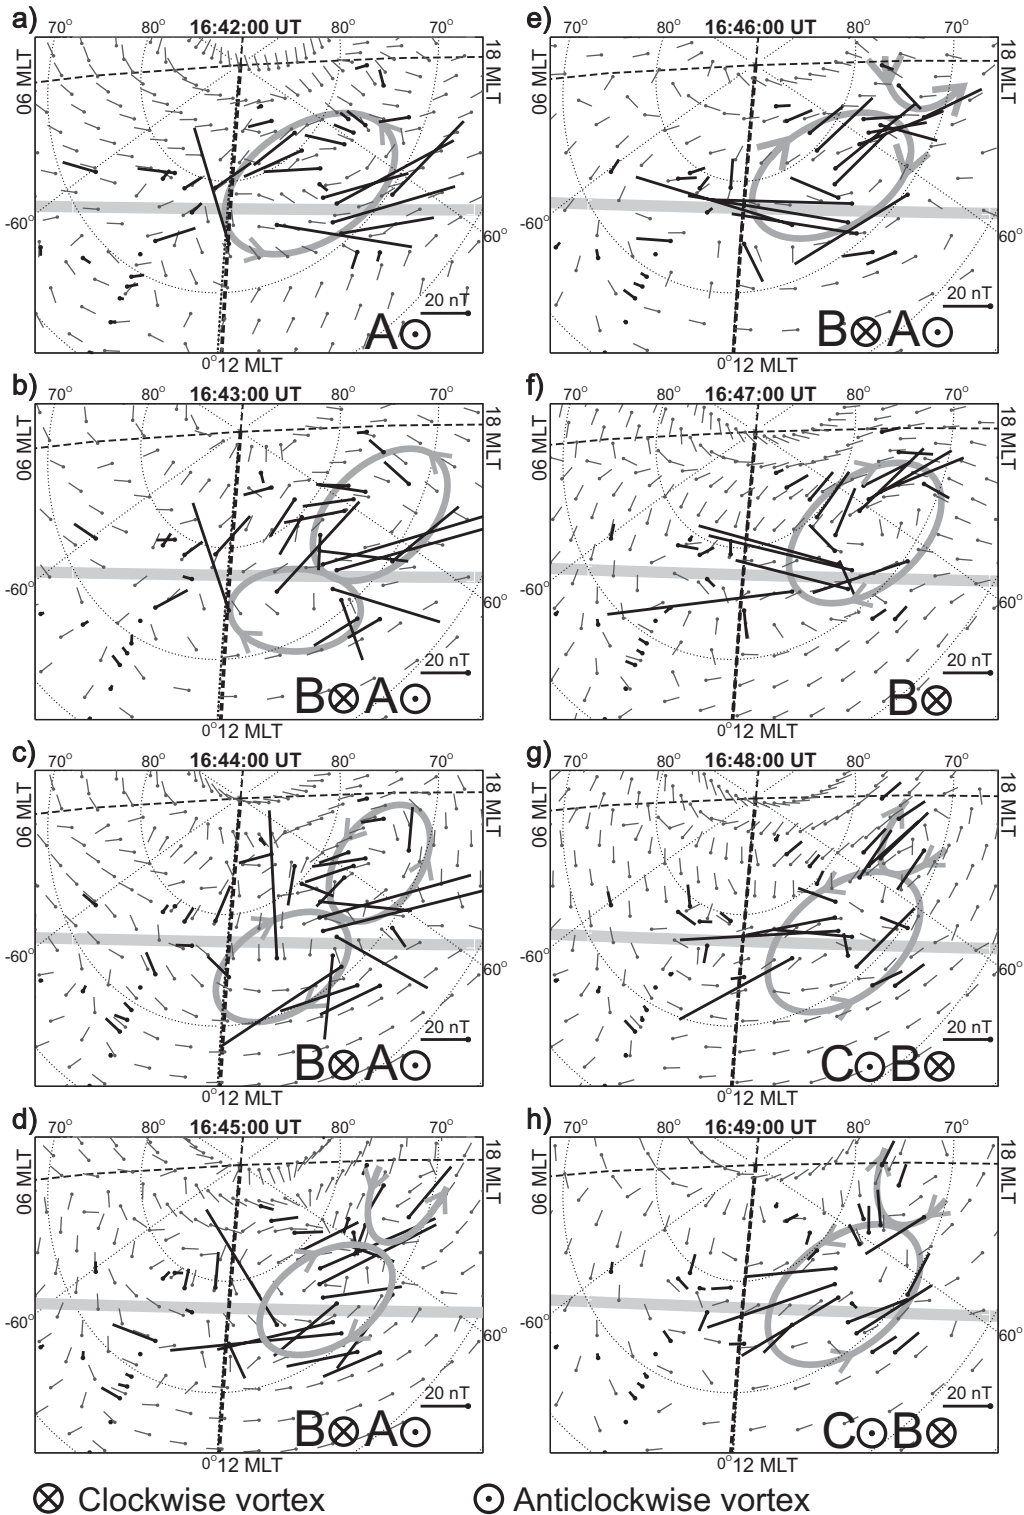 a)
70° 80° 16:42:00 UT 80° 70°
06 MLT
18 MLT
-60°
60°
20 nT
A⊙
0° 12 MLT
b)
70° 80° 16:43:00 UT 80° 70°
06 MLT
18 MLT
-60°
60°
20 nT
B⊗A⊙
0° 12 MLT
c)
70° 80° 16:44:00 UT 80° 70°
06 MLT
18 MLT
-60°
60°
20 nT
B⊗A⊙
0° 12 MLT
d)
70° 80° 16:45:00 UT 80° 70°
06 MLT
18 MLT
-60°
60°
20 nT
B⊗A⊙
0° 12 MLT
e)
70° 80° 16:46:00 UT 80° 70°
06 MLT
18 MLT
-60°
60°
20 nT
B⊗A⊙
0° 12 MLT
f)
70° 80° 16:47:00 UT 80° 70°
06 MLT
18 MLT
-60°
60°
20 nT
B⊗
0° 12 MLT
g)
70° 80° 16:48:00 UT 80° 70°
06 MLT
18 MLT
-60°
60°
20 nT
C⊙B⊗
0° 12 MLT
h)
70° 80° 16:49:00 UT 80° 70°
06 MLT
18 MLT
-60°
60°
20 nT
C⊙B⊗
0° 12 MLT
⊗ Clockwise vortex
⊙ Anticlockwise vortex